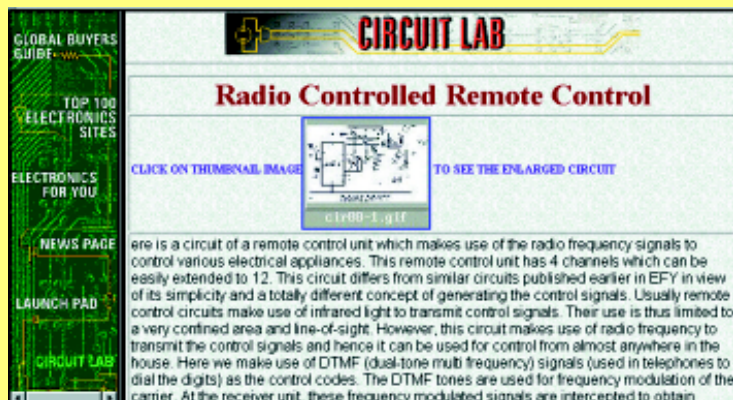 CIRCUIT LAB
GLOBAL BUYERS
GUIDE
TOP 100
ELECTRONICS
SITES
ELECTRONICS
FOR YOU
NEWS PAGE
LAUNCH PAD
CIRCUIT LAB
Radio Controlled Remote Control
CLICK ON THUMBNAIL IMAGE TO SEE THE ENLARGED CIRCUIT
cir00-1.gif
ere is a circuit of a remote control unit which makes use of the radio frequency signals to
control various electrical appliances. This remote control unit has 4 channels which can be
easily extended to 12. This circuit differs from similar circuits published earlier in EFY in view
of its simplicity and a totally different concept of generating the control signals. Usually remote
control circuits make use of infrared light to transmit control signals. Their use is thus limited to
a very confined area and line-of-sight. However, this circuit makes use of radio frequency to
transmit the control signals and hence it can be used for control from almost anywhere in the
house. Here we make use of DTMF (dual-tone multi frequency) signals (used in telephones to
dial the digits) as the control codes. The DTMF tones are used for frequency modulation of the
carrier. At the receiver unit, these frequency modulated signals are intercepted to obtain